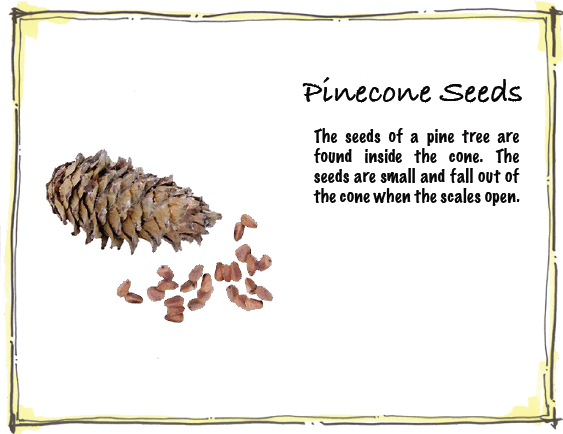 Pinecone Seeds
The seeds of a pine tree are
found inside the cone. The
seeds are small and fall out of
the cone when the scales open.